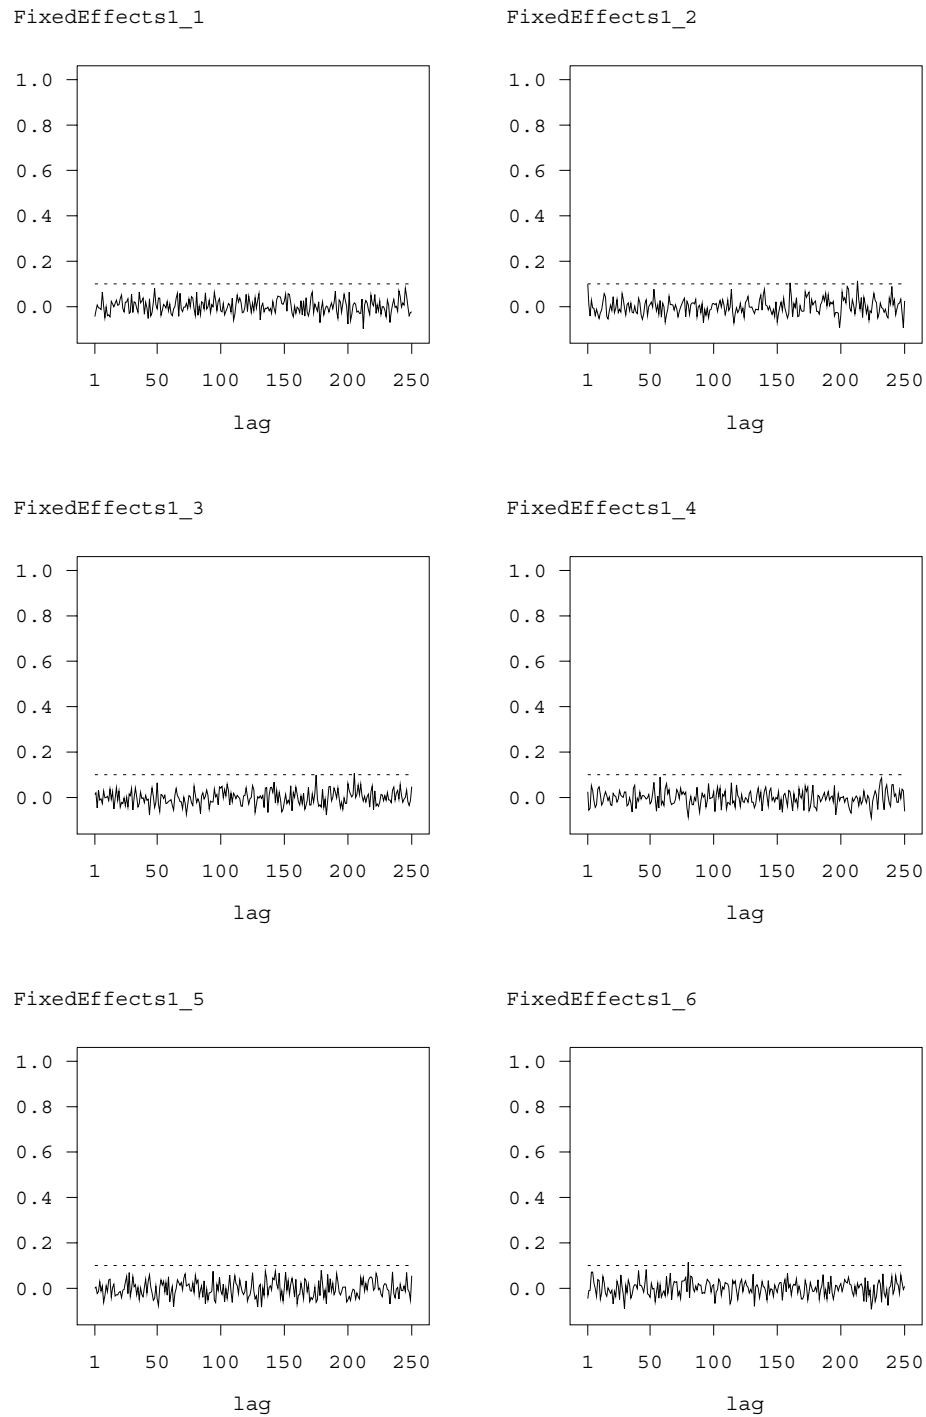 FixedEffects1_1
1.0
0.8
0.6
0.4
0.2
0.0
1 50 100 150 200 250
lag
FixedEffects1_2
1.0
0.8
0.6
0.4
0.2
0.0
1 50 100 150 200 250
lag
FixedEffects1_3
1.0
0.8
0.6
0.4
0.2
0.0
1 50 100 150 200 250
lag
FixedEffects1_4
1.0
0.8
0.6
0.4
0.2
0.0
1 50 100 150 200 250
lag
FixedEffects1_5
1.0
0.8
0.6
0.4
0.2
0.0
1 50 100 150 200 250
lag
FixedEffects1_6
1.0
0.8
0.6
0.4
0.2
0.0
1 50 100 150 200 250
lag